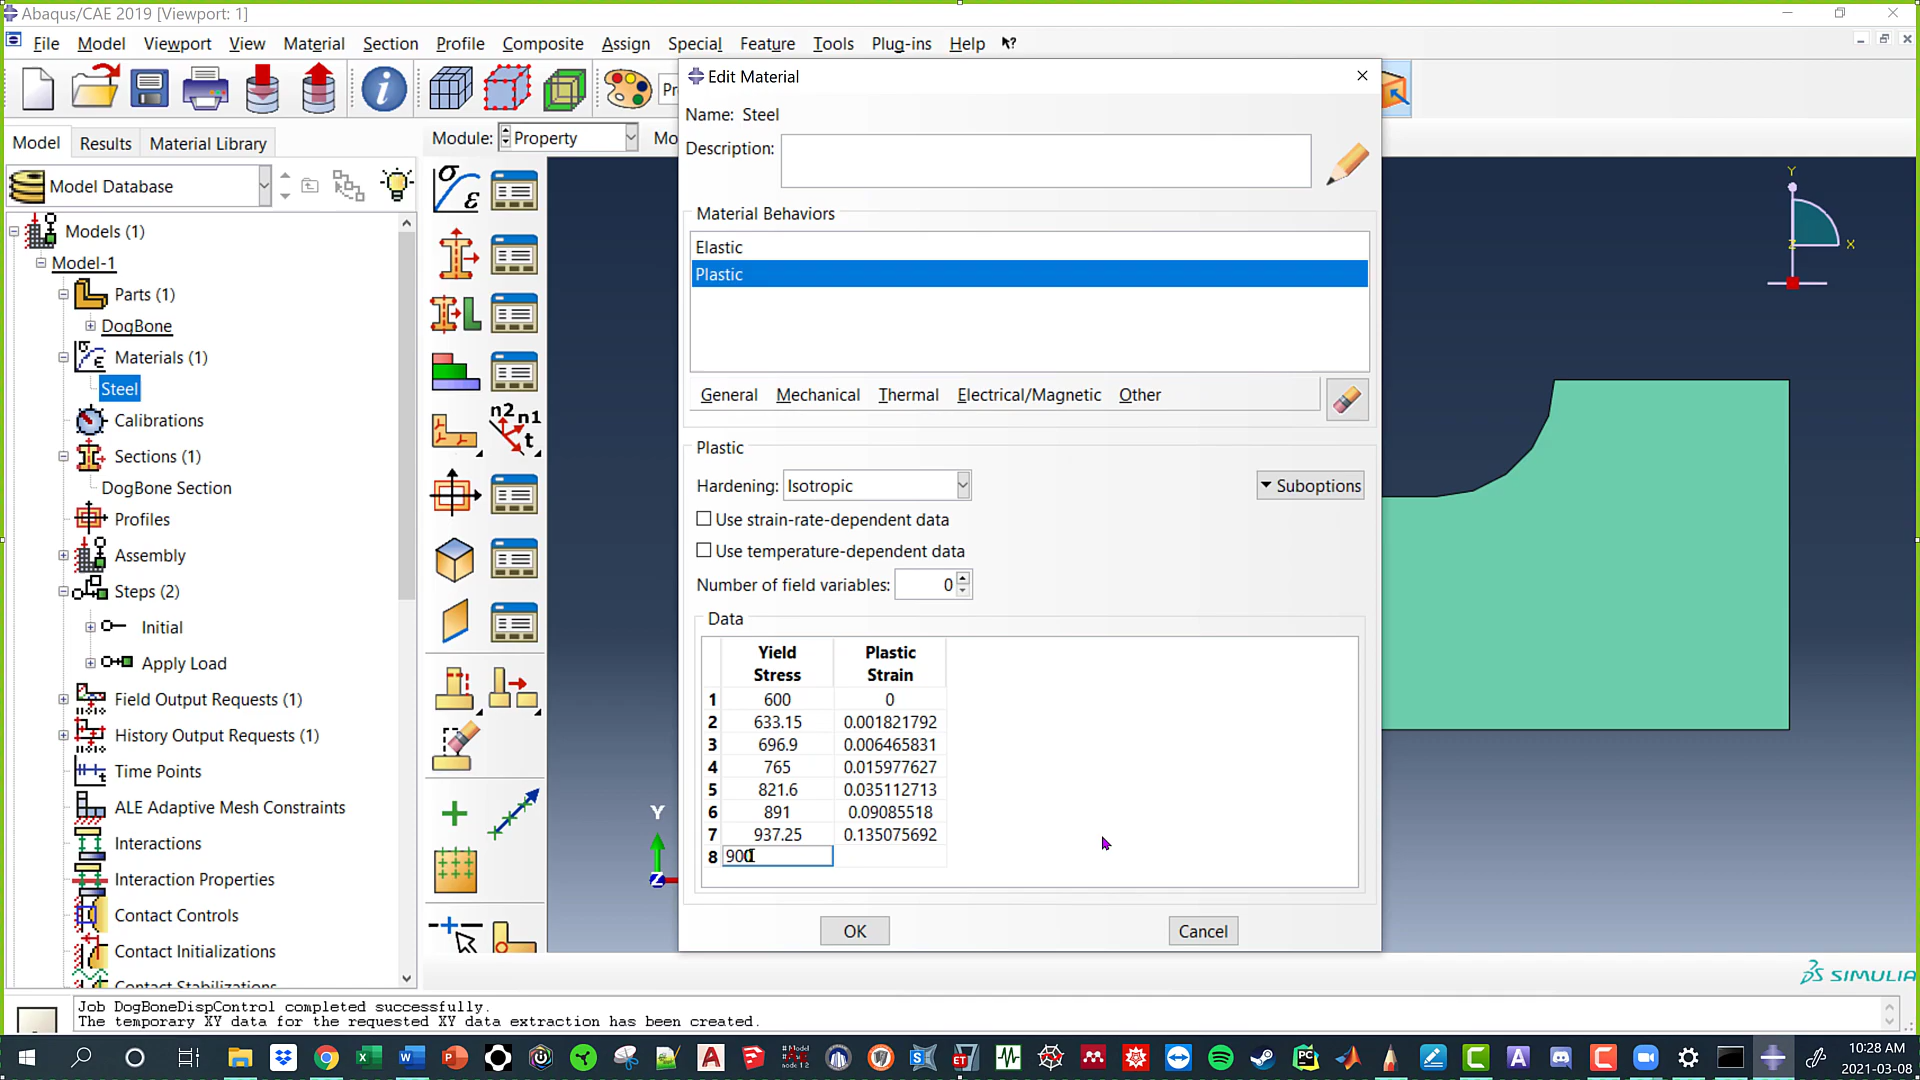 Abaqus/CAE 2019 [Viewport: 1]
File Model Viewport View Material Section Profile Composite Assign Special Feature Tools Plug-ins Help
Model Results Material Library
Module: Property
Model Database
Models (1)
Model-1
Parts (1)
DogBone
Materials (1)
Steel
Calibrations
Sections (1)
DogBone Section
Profiles
Assembly
Steps (2)
Initial
Apply Load
Field Output Requests (1)
History Output Requests (1)
Time Points
ALE Adaptive Mesh Constraints
Interactions
Interaction Properties
Contact Controls
Contact Initializations
Contact Stabilizations
σ
ε
n2 n1
t
Edit Material
Name: Steel
Description:
Material Behaviors
Elastic
Plastic
General Mechanical Thermal Electrical/Magnetic Other
Plastic
Hardening: Isotropic
Suboptions
Use strain-rate-dependent data
Use temperature-dependent data
Number of field variables: 0
Data
Yield Stress Plastic Strain
1 600 0
2 633.15 0.001821792
3 696.9 0.006465831
4 765 0.015977627
5 821.6 0.035112713
6 891 0.09085518
7 937.25 0.135075692
8 900
OK Cancel
Y
X
Z
Y
Z
SIMULIA
Job DogBoneDispControl completed successfully.
The temporary XY data for the requested XY data extraction has been created.
10:28 AM
2021-03-08